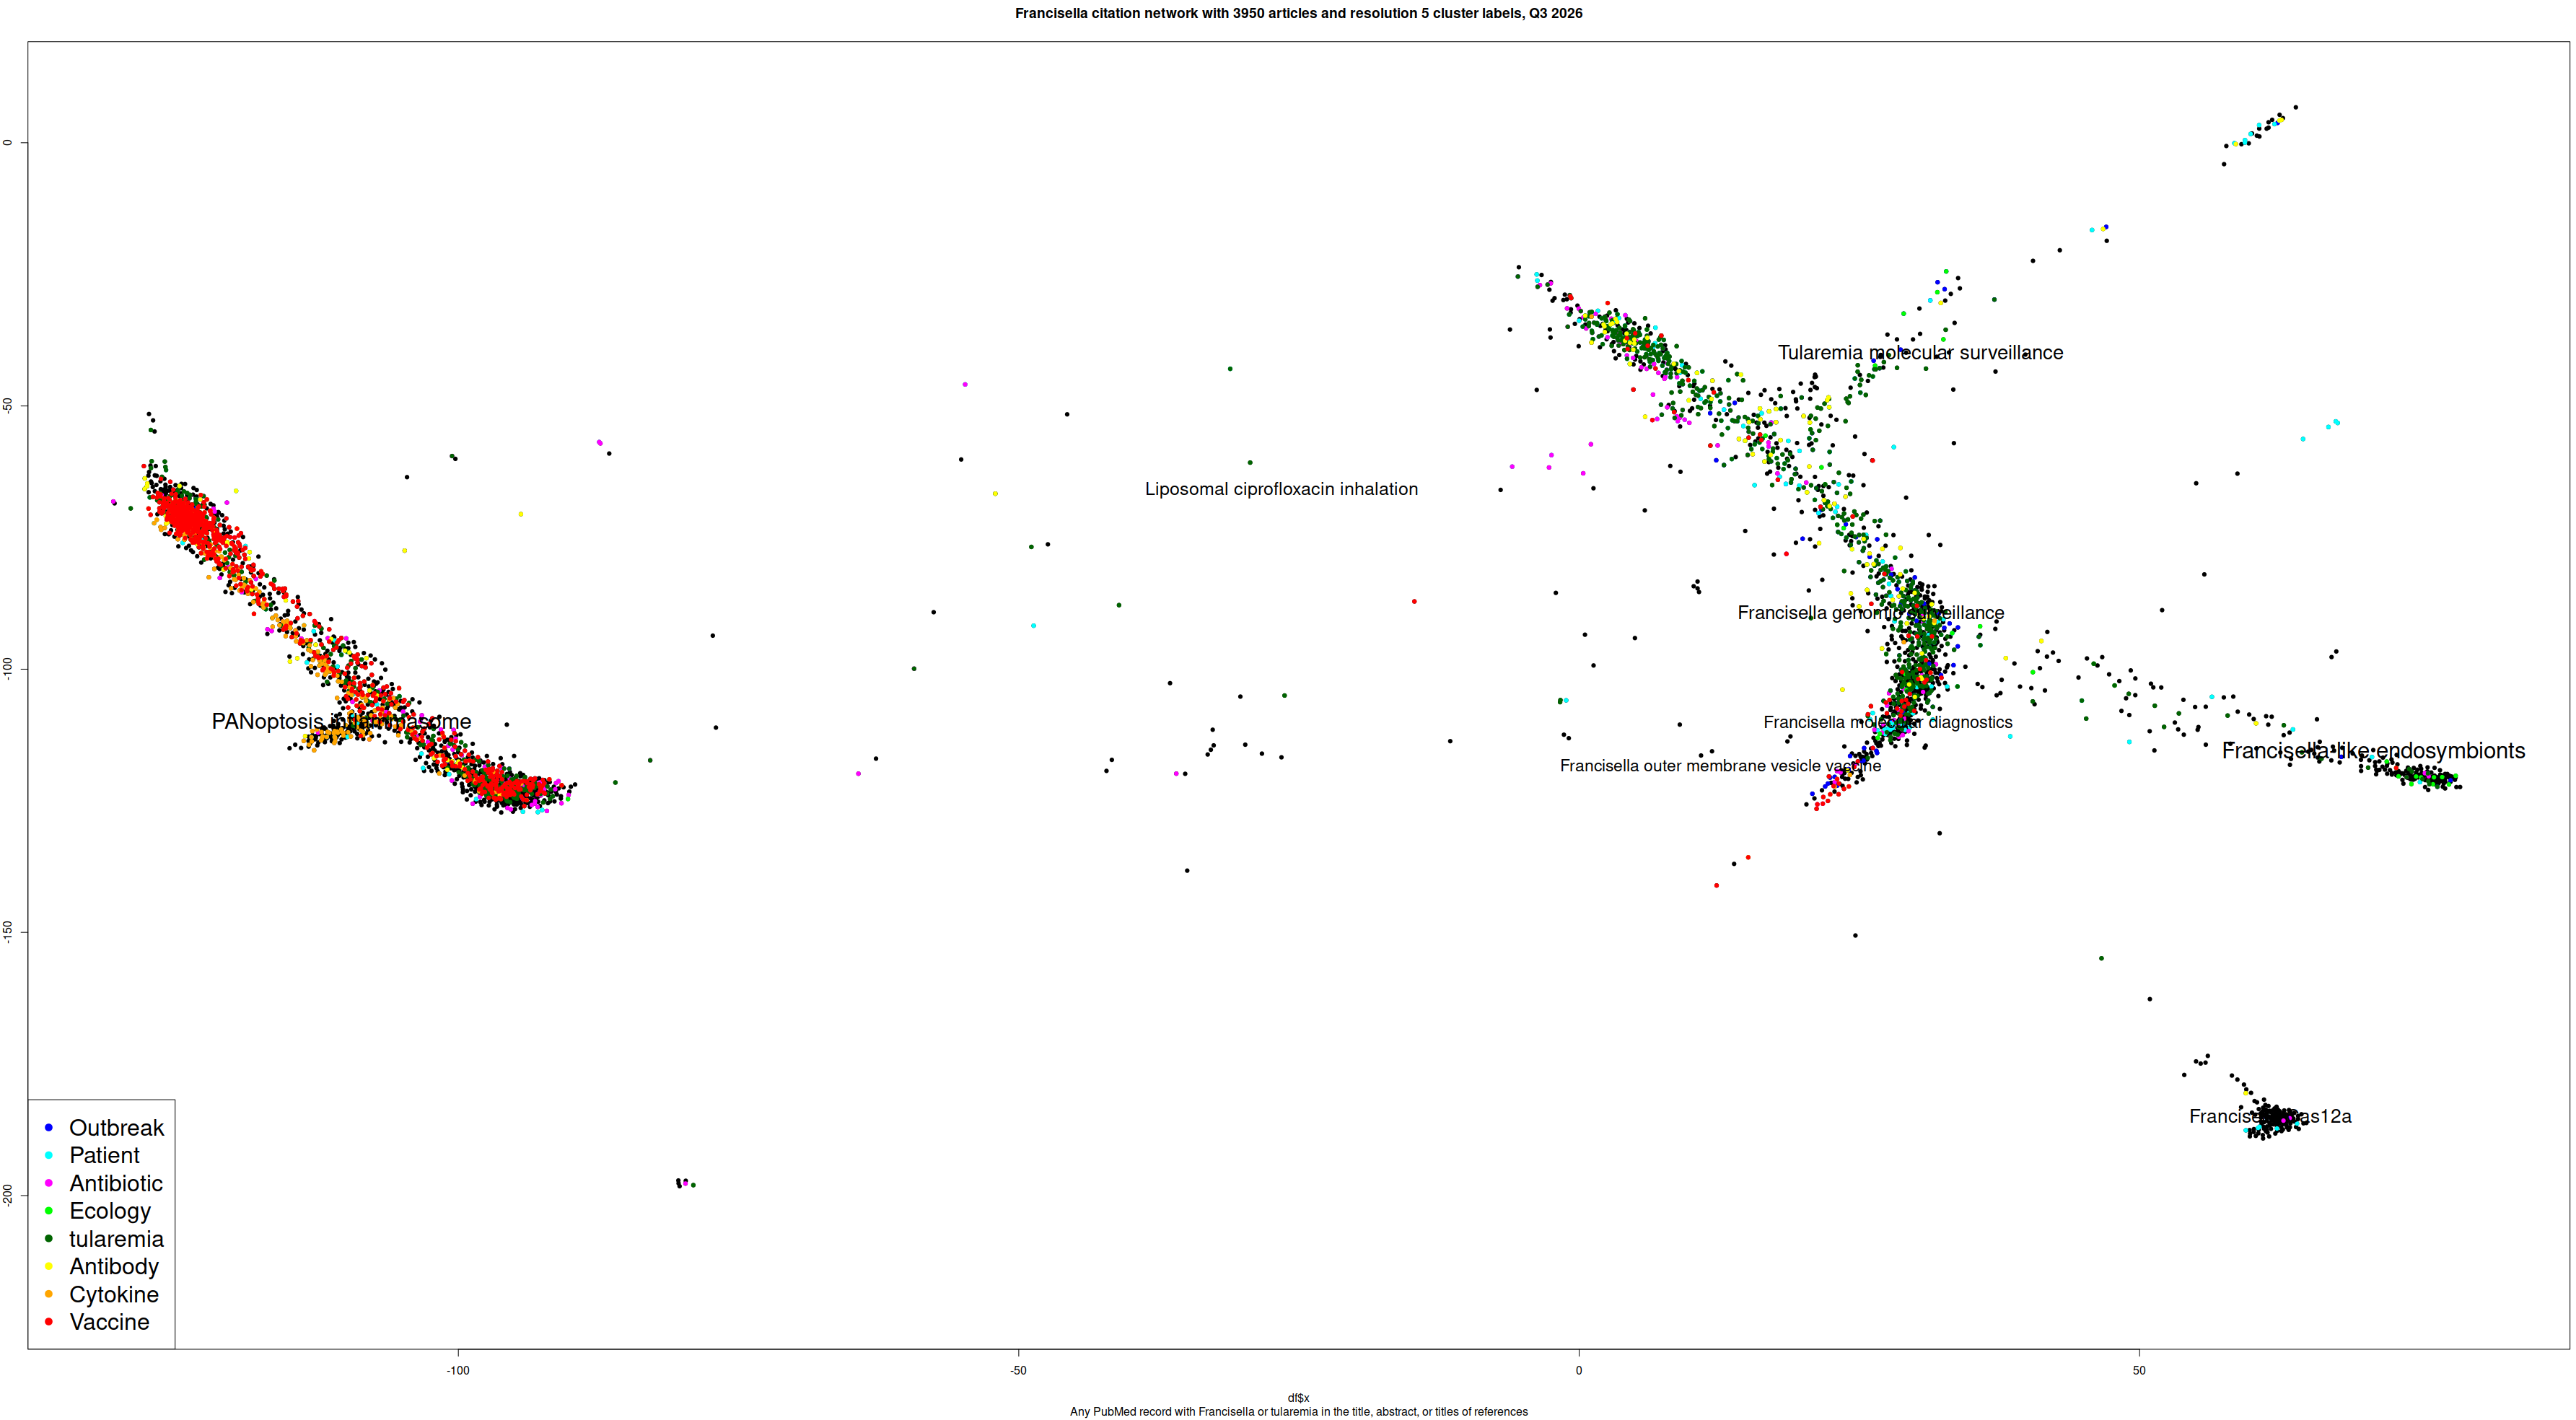 Francisella citation network with 3950 articles and resolution 5 cluster labels, Q3 2026
0
-50
-100
-150
-200
Tularemia molecular surveillance
Liposomal ciprofloxacin inhalation
Francisella genomic surveillance
PANoptosis inflammasome
Francisella molecular diagnostics
Francisella-like endosymbionts
Francisella outer membrane vesicle vaccine
Francisella Cas12a
Outbreak
Patient
Antibiotic
Ecology
tularemia
Antibody
Cytokine
Vaccine
-100
-50
0
50
df$x
Any PubMed record with Francisella or tularemia in the title, abstract, or titles of references